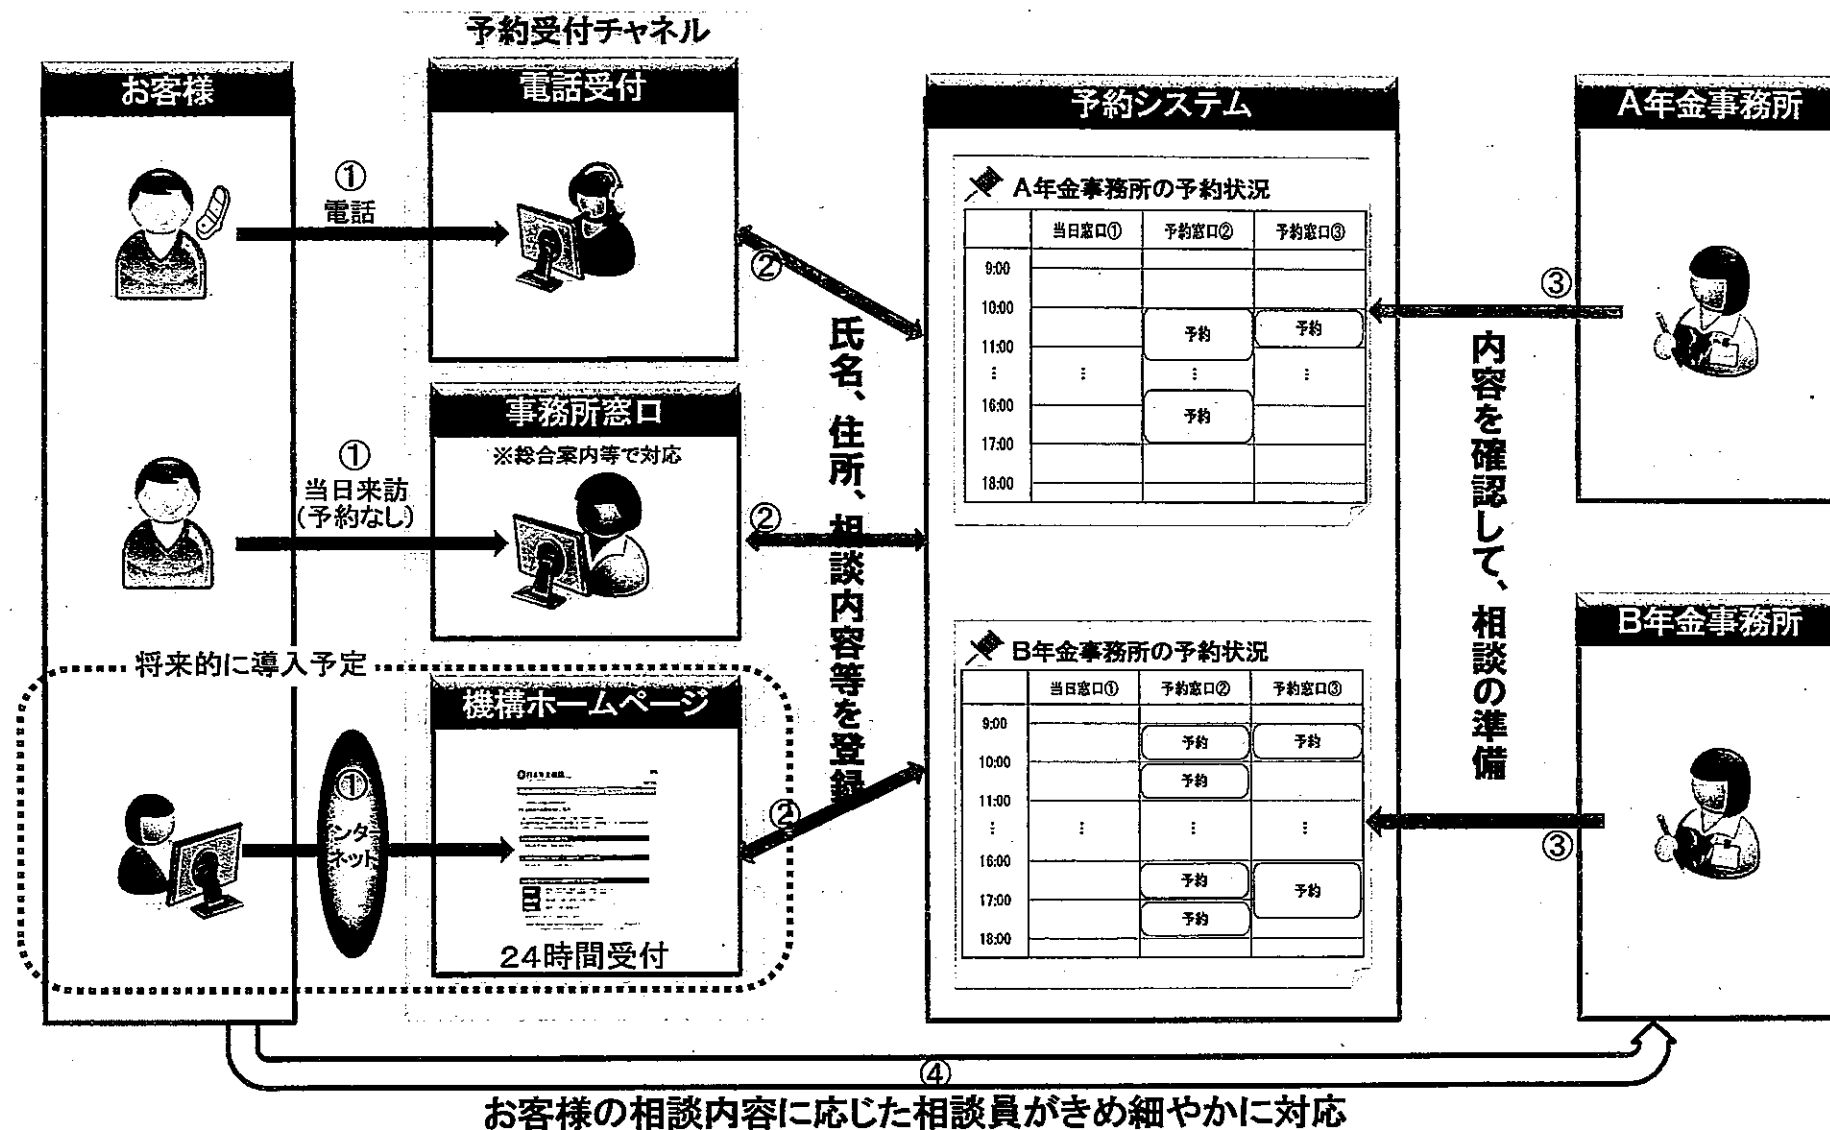 予約受付チャネル
お客様
電話受付
予約システム
A年金事務所
①
電話
②
A年金事務所の予約状況
当日窓口① 予約窓口② 予約窓口③
9:00
10:00
予約 予約
11:00
⋮ ⋮ ⋮ ⋮
16:00
予約
17:00
18:00
③
事務所窓口
※総合案内等で対応
①
当日来訪
(予約なし)
②
氏名、住所、相談内容等を登録
内容を確認して、相談の準備
B年金事務所
将来的に導入予定
機構ホームページ
①
ンター
ネット
24時間受付
②
B年金事務所の予約状況
当日窓口① 予約窓口② 予約窓口③
9:00
予約 予約
10:00
予約
11:00
⋮ ⋮ ⋮ ⋮
16:00
予約 予約
17:00
予約
18:00
③
④
お客様の相談内容に応じた相談員がきめ細やかに対応